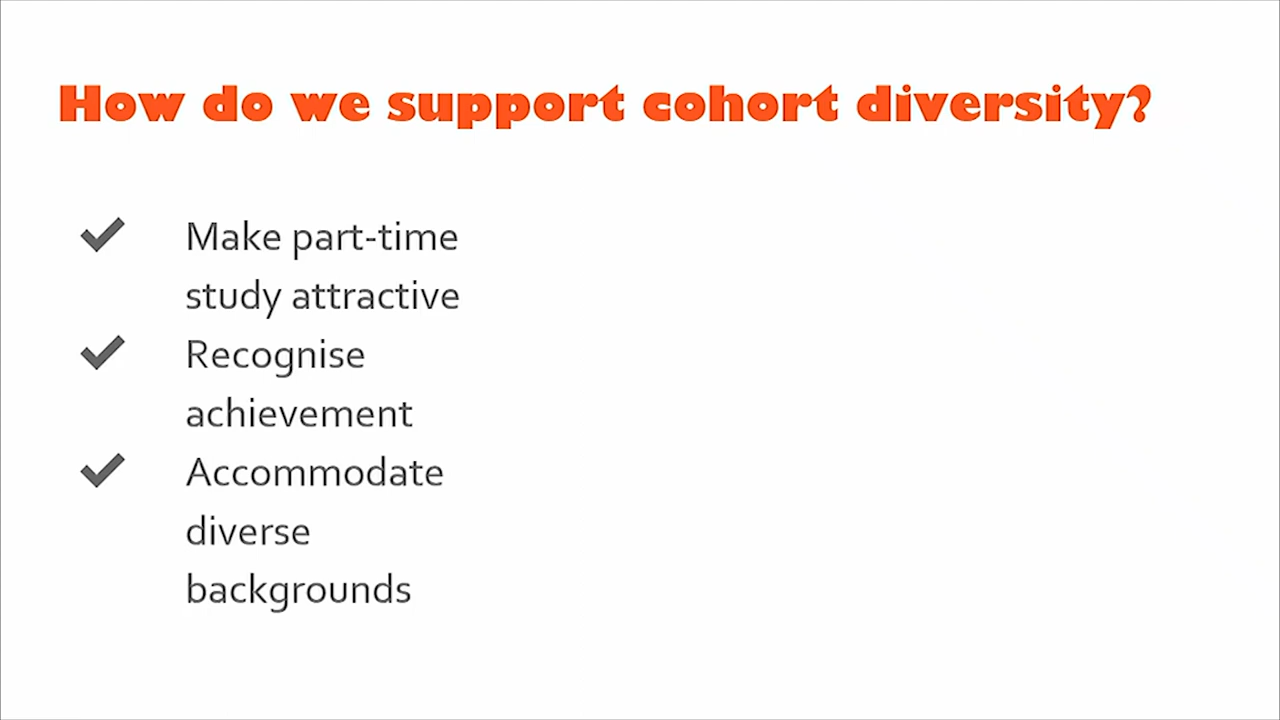 How do we support cohort diversity?
Make part-time
study attractive
Recognise
achievement
Accommodate
diverse
backgrounds